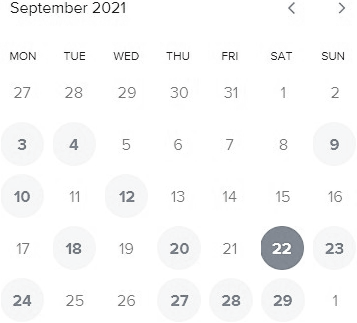 September 2021
MON TUE WED THU FRI SAT SUN
27 28 29 30 31 1 2
3 4 5 6 7 8 9
10 11 12 13 14 15 16
17 18 19 20 21 22 23
24 25 26 27 28 29 1